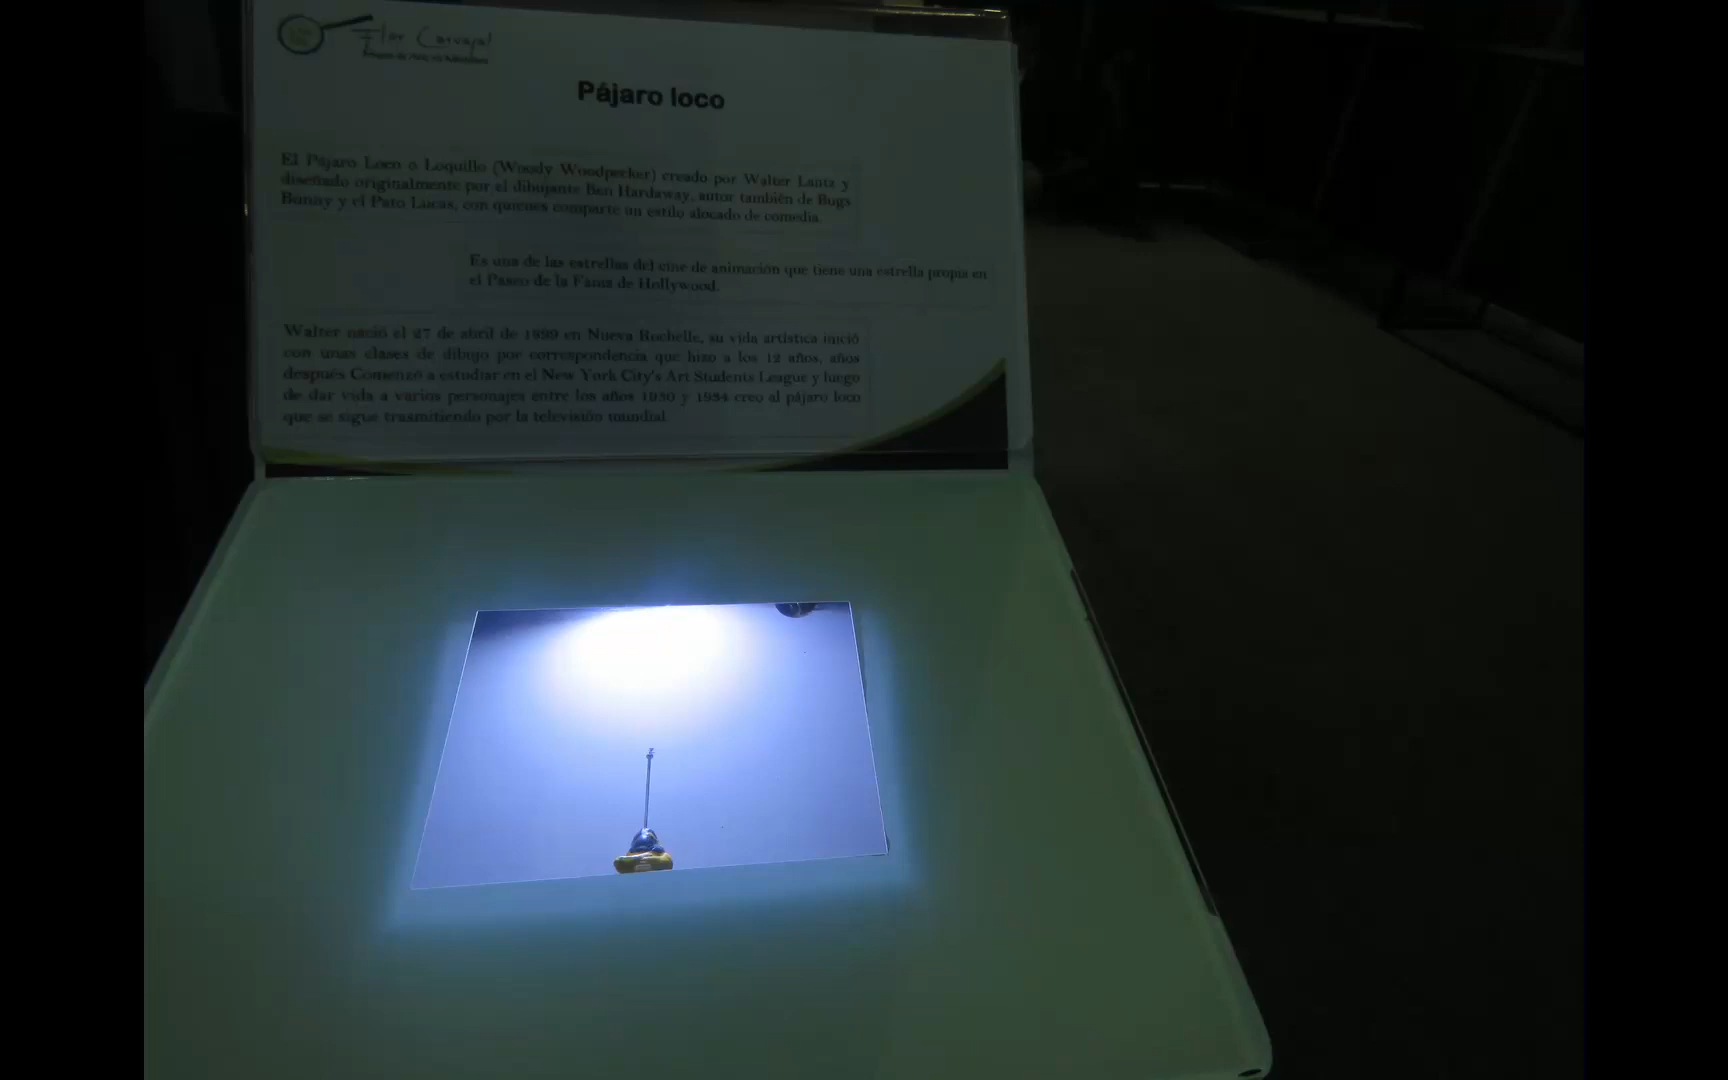 Flor Carvajal
Pájaro loco
El Pájaro Loco o Loquillo (Woody Woodpecker) creado por Walter Lantz y
diseñado originalmente por el dibujante Ben Hardaway, autor también de Bugs
Bunny y el Pato Lucas, con quienes comparte un estilo alocado de comedia.
Es una de las estrellas del cine de animación que tiene una estrella propia en
el Paseo de la Fama de Hollywood.
Walter nació el 27 de abril de 1899 en Nueva Rochelle, su vida artística inició
con unas clases de dibujo por correspondencia que hizo a los 12 años, años
después Comenzó a estudiar en el New York City's Art Students League y luego
de dar vida a varios personajes entre los años 1930 y 1934 creo al pájaro loco
que se sigue trasmitiendo por la televisión mundial.